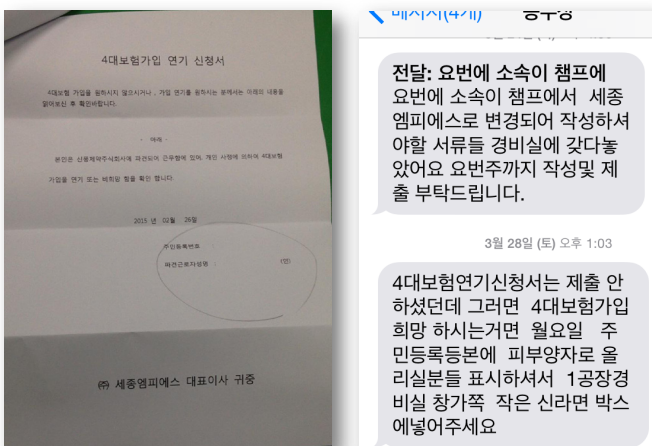 4대보험가입 연기 신청서
4대보험 가입을 원하시지 않으시거나, 가입 연기를 원하시는 분께서는 아래의 내용을
읽어보신 후 확인바랍니다.
- 아래 -
본인은 신풍제약주식회사에 파견되어 근무함에 있어, 개인 사정에 의하여 4대보험
가입을 연기 또는 비희망 함을 확인 합니다.
2015 년 02월 26일
주민등록번호 :
파견근로자성명 : (인)
㈜ 세종엠피에스 대표이사 귀중
메시지(4개)
전달: 요번에 소속이 챔프에
요번에 소속이 챔프에서 세종
엠피에스로 변경되어 작성하셔
야할 서류들 경비실에 갖다놓
았어요 요번주까지 작성및 제
출 부탁드립니다.
3월 28일 (토) 오후 1:03
4대보험연기신청서는 제출 안
하셨던데 그러면 4대보험가입
희망 하시는거면 월요일 주
민등록등본에 피부양자로 올
리실분들 표시하셔서 1공장경
비실 창가쪽 작은 신라면 박스
에넣어주세요